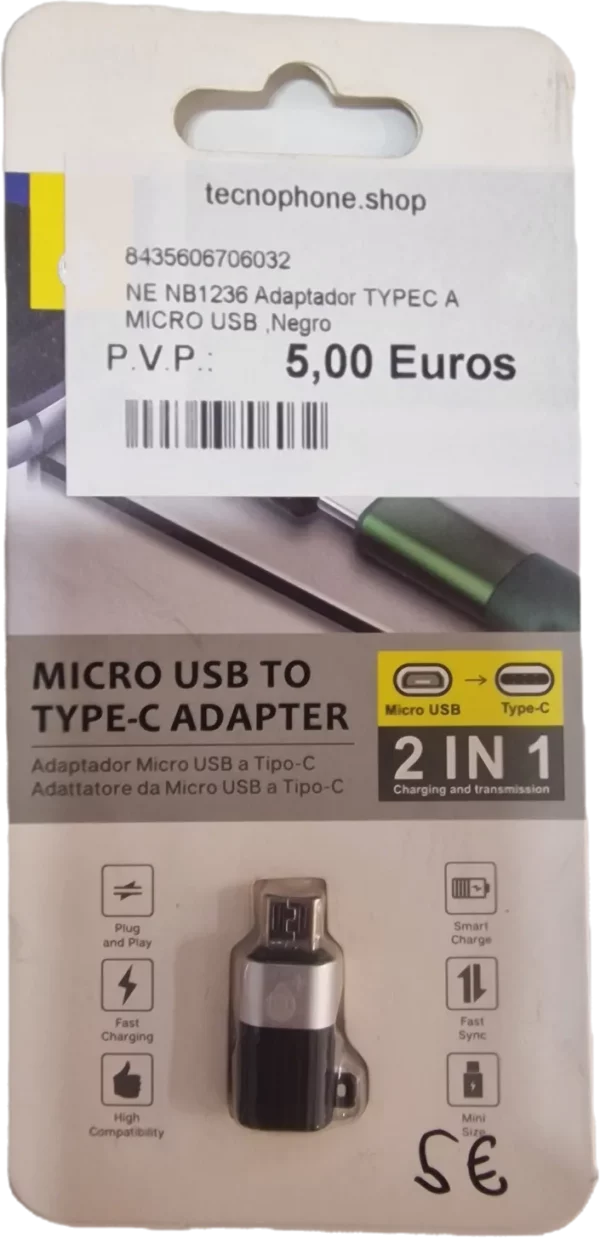 tecnophone.shop
8435606706032
NE NB1236 Adaptador TYPEC A
MICRO USB ,Negro
P.V.P.: 5,00 Euros
MICRO USB TO
TYPE-C ADAPTER
Adaptador Micro USB a Tipo-C
Adattatore da Micro USB a Tipo-C
Micro USB → Type-C
2 IN 1
Charging and transmission
Plug
and Play
Smart
Charge
Fast
Charging
Fast
Sync
High
Compatibility
Mini
Size
5€